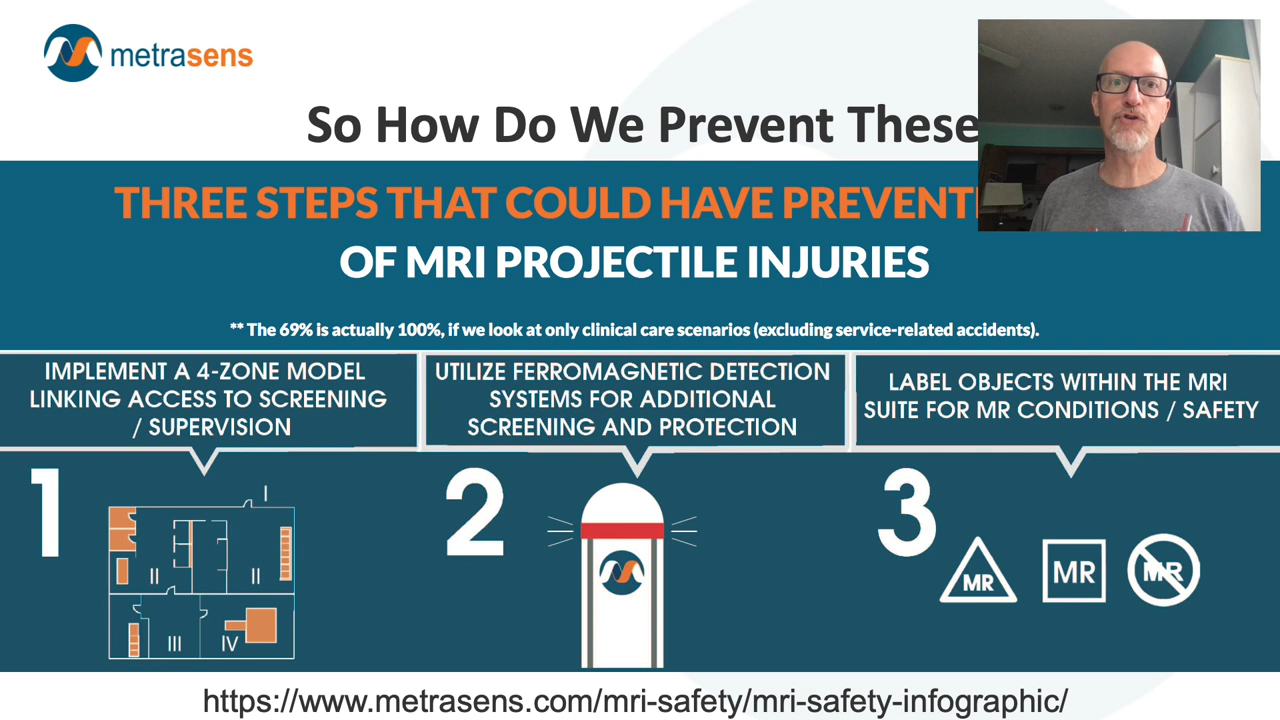 metrasens
So How Do We Prevent These
THREE STEPS THAT COULD HAVE PREVENT
OF MRI PROJECTILE INJURIES
** The 69% is actually 100%, if we look at only clinical care scenarios (excluding service-related accidents).
IMPLEMENT A 4-ZONE MODEL
LINKING ACCESS TO SCREENING
/ SUPERVISION
UTILIZE FERROMAGNETIC DETECTION
SYSTEMS FOR ADDITIONAL
SCREENING AND PROTECTION
LABEL OBJECTS WITHIN THE MRI
SUITE FOR MR CONDITIONS / SAFETY
1
I
II
II
III
IV
2
3
MR
MR
MR
https://www.metrasens.com/mri-safety/mri-safety-infographic/